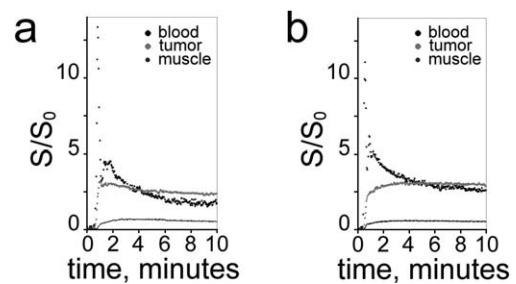 a
blood
tumor
muscle
10
5
0
S/S0
0 2 4 6 8 10
time, minutes
b
blood
tumor
muscle
10
5
0
S/S0
0 2 4 6 8 10
time, minutes